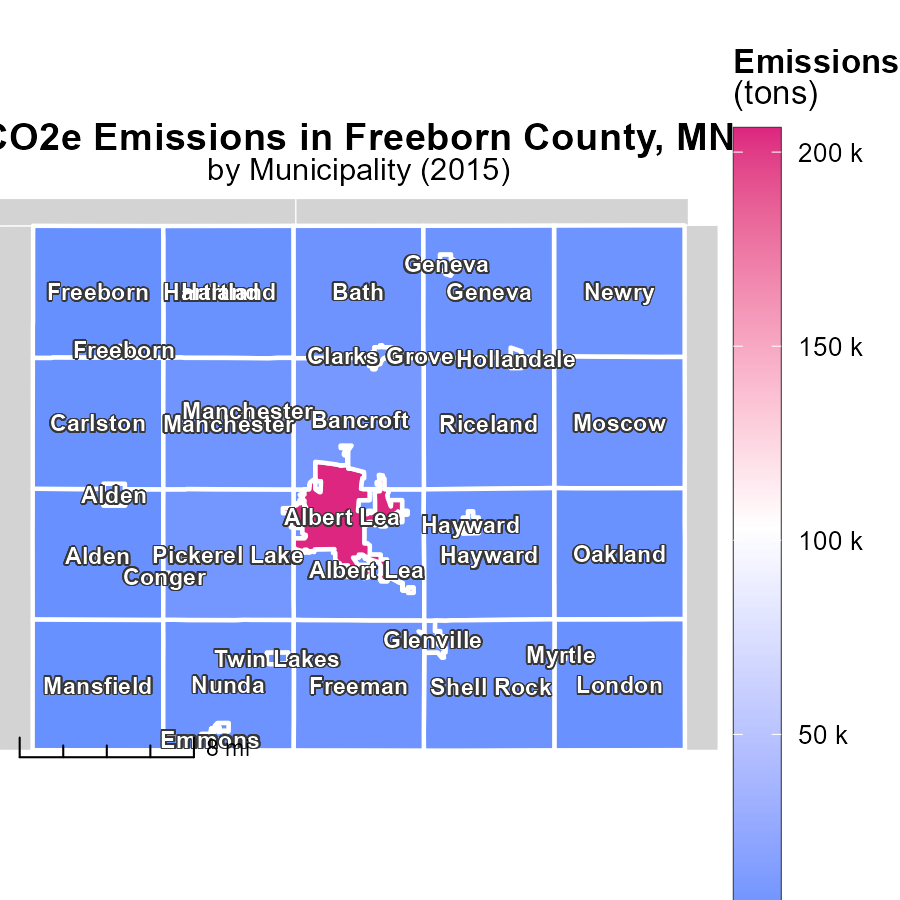 Emissions
(tons)
CO2e Emissions in Freeborn County, MN
by Municipality (2015)
200 k
150 k
100 k
50 k
Geneva
Freeborn
Hartland
Hartland
Bath
Geneva
Newry
Freeborn
Clarks Grove
Hollandale
Manchester
Carlston
Manchester
Bancroft
Riceland
Moscow
Alden
Albert Lea
Hayward
Alden
Pickerel Lake
Hayward
Oakland
Conger
Albert Lea
Glenville
Twin Lakes
Myrtle
Mansfield
Nunda
Freeman
Shell Rock
London
Emmons
8 mi